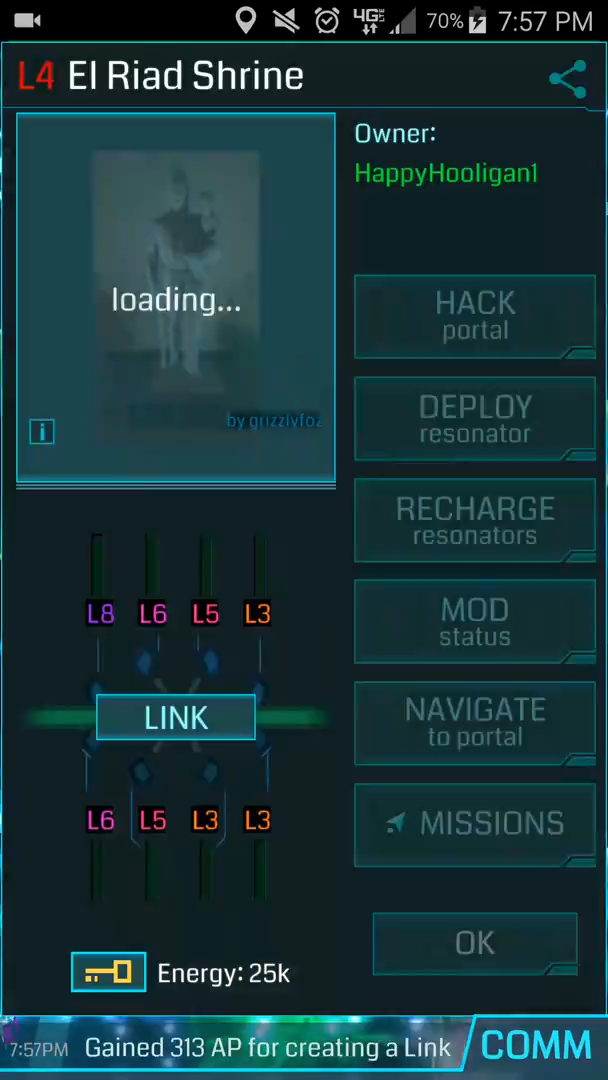 4G LTE 70% 7:57 PM
L4 El Riad Shrine
Owner:
HappyHooligan1
loading...
by grizzlyfoz
i
HACK
portal
DEPLOY
resonator
RECHARGE
resonators
MOD
status
NAVIGATE
to portal
MISSIONS
OK
L8 L6 L5 L3
LINK
L6 L5 L3 L3
Energy: 25k
7:57PM Gained 313 AP for creating a Link
COMM